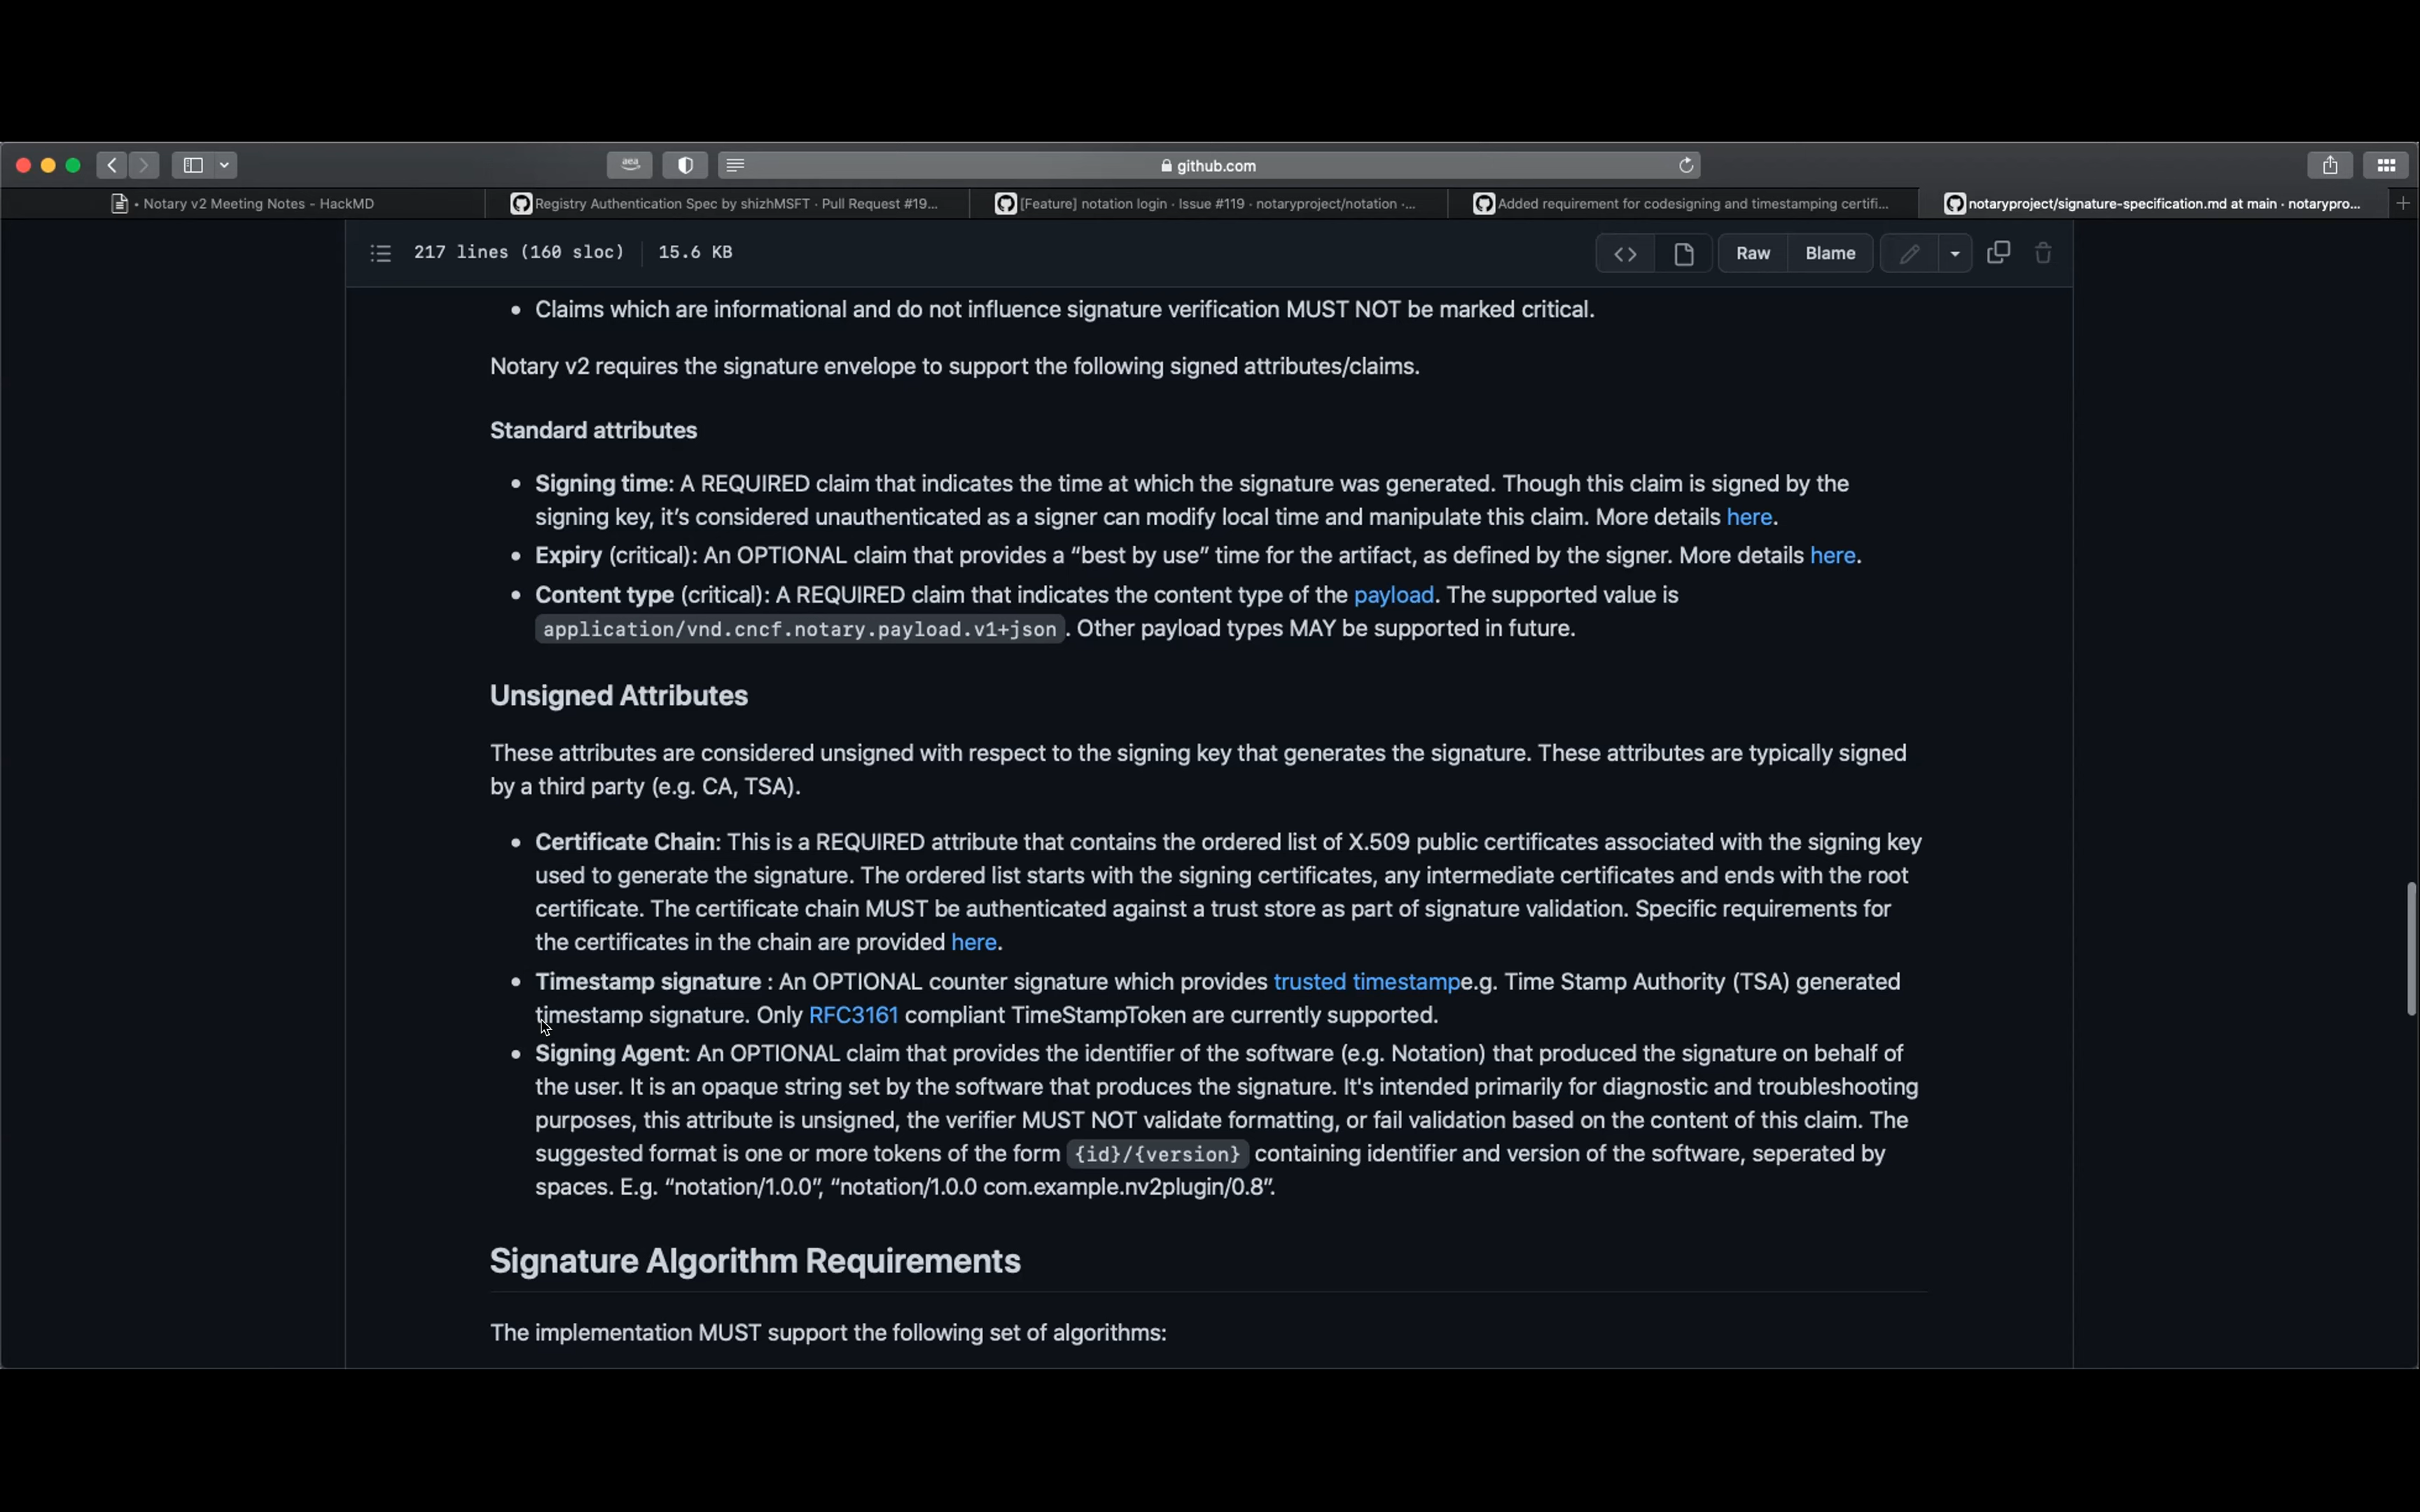 aea
github.com
• Notary v2 Meeting Notes - HackMD
Registry Authentication Spec by shizhMSFT · Pull Request #19...
[Feature] notation login · Issue #119 · notaryproject/notation ·...
Added requirement for codesigning and timestamping certifi...
notaryproject/signature-specification.md at main · notarypro...
217 lines (160 sloc)
15.6 KB
Raw
Blame
Claims which are informational and do not influence signature verification MUST NOT be marked critical.
Notary v2 requires the signature envelope to support the following signed attributes/claims.
Standard attributes
Signing time: A REQUIRED claim that indicates the time at which the signature was generated. Though this claim is signed by the
signing key, it’s considered unauthenticated as a signer can modify local time and manipulate this claim. More details here.
Expiry (critical): An OPTIONAL claim that provides a “best by use” time for the artifact, as defined by the signer. More details here.
Content type (critical): A REQUIRED claim that indicates the content type of the payload. The supported value is
application/vnd.cncf.notary.payload.v1+json . Other payload types MAY be supported in future.
Unsigned Attributes
These attributes are considered unsigned with respect to the signing key that generates the signature. These attributes are typically signed
by a third party (e.g. CA, TSA).
Certificate Chain: This is a REQUIRED attribute that contains the ordered list of X.509 public certificates associated with the signing key
used to generate the signature. The ordered list starts with the signing certificates, any intermediate certificates and ends with the root
certificate. The certificate chain MUST be authenticated against a trust store as part of signature validation. Specific requirements for
the certificates in the chain are provided here.
Timestamp signature : An OPTIONAL counter signature which provides trusted timestampe.g. Time Stamp Authority (TSA) generated
timestamp signature. Only RFC3161 compliant TimeStampToken are currently supported.
Signing Agent: An OPTIONAL claim that provides the identifier of the software (e.g. Notation) that produced the signature on behalf of
the user. It is an opaque string set by the software that produces the signature. It's intended primarily for diagnostic and troubleshooting
purposes, this attribute is unsigned, the verifier MUST NOT validate formatting, or fail validation based on the content of this claim. The
suggested format is one or more tokens of the form {id}/{version} containing identifier and version of the software, seperated by
spaces. E.g. “notation/1.0.0”, “notation/1.0.0 com.example.nv2plugin/0.8”.
Signature Algorithm Requirements
The implementation MUST support the following set of algorithms: